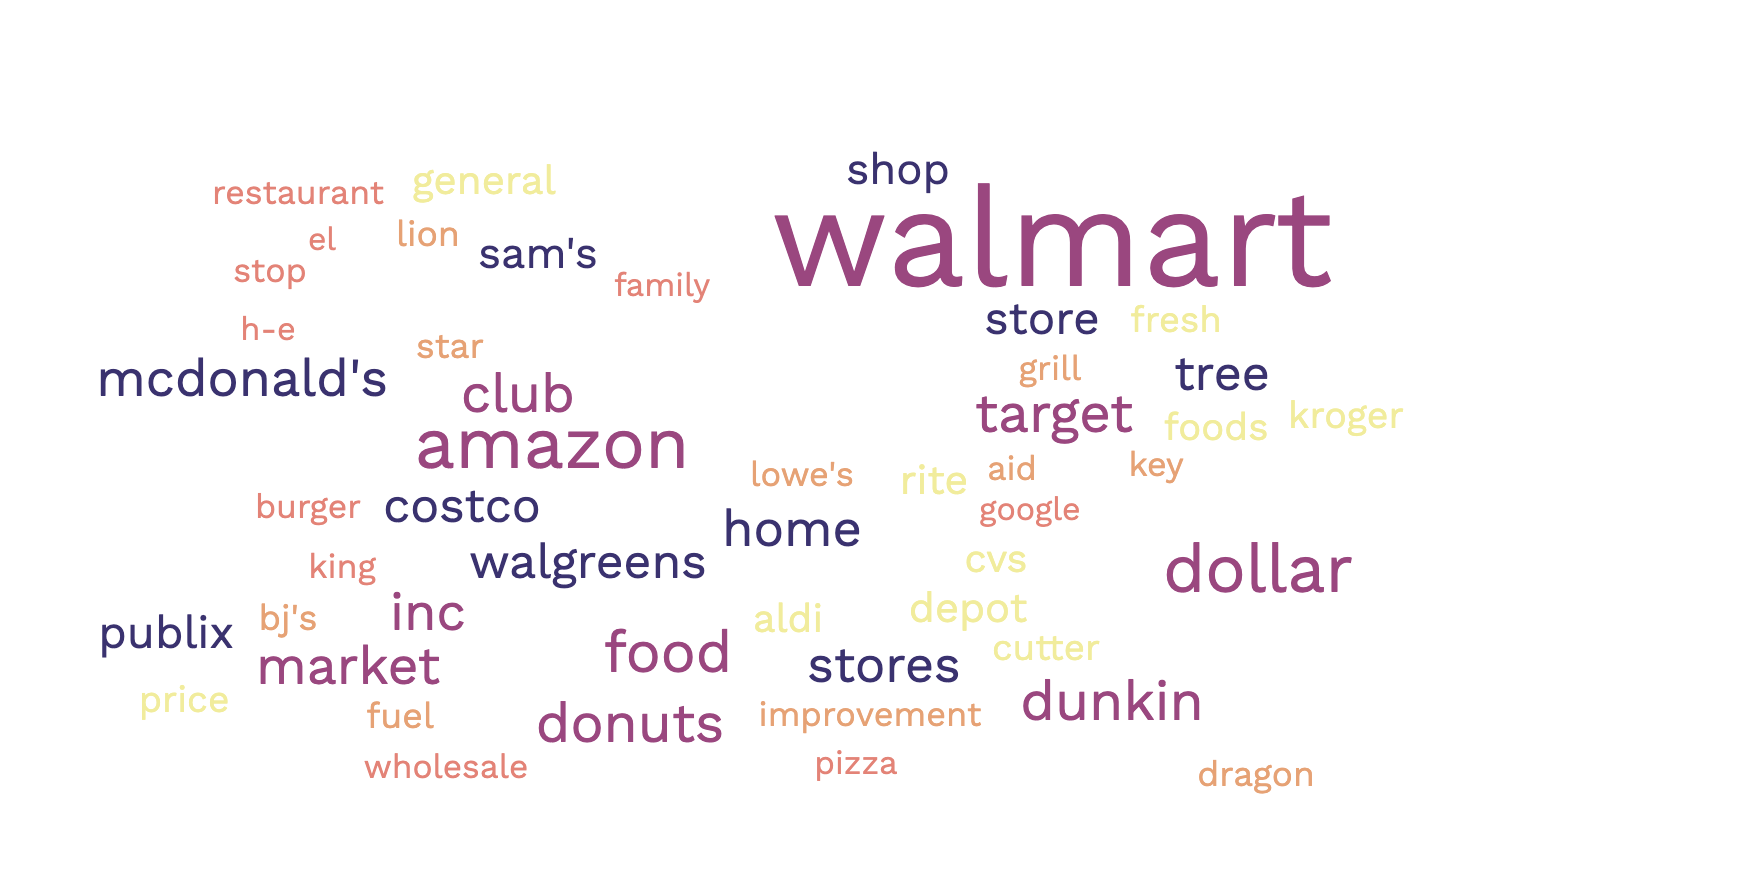 shop
restaurant
general
walmart
lion
el
sam's
stop
family
h-e
store
fresh
star
grill
tree
mcdonald's
club
target
foods
kroger
amazon
lowe's
rite
aid
key
burger
costco
google
home
king
walgreens
cvs
dollar
publix
bj's
inc
aldi
depot
market
food
stores
cutter
price
fuel
donuts
improvement
dunkin
wholesale
pizza
dragon